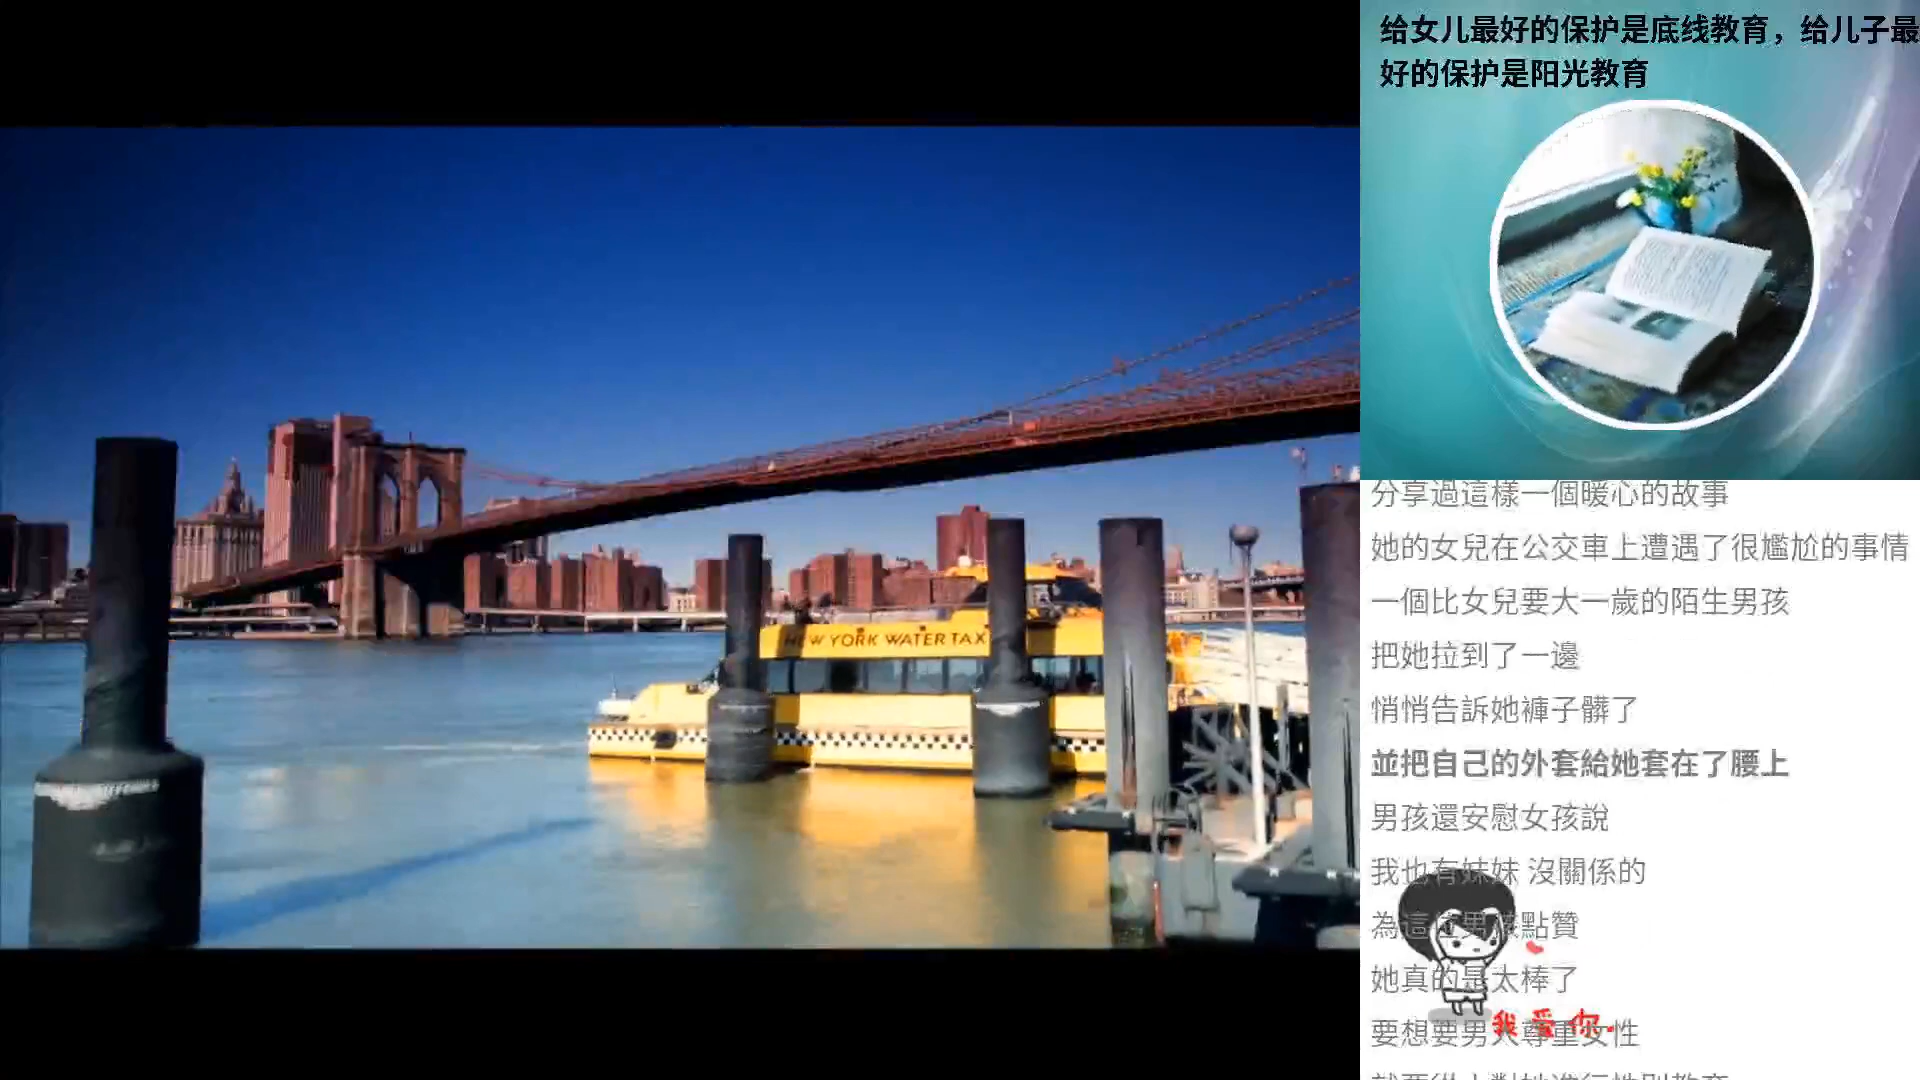 给女儿最好的保护是底线教育，给儿子最
好的保护是阳光教育
NEW YORK WATER TAX
分享過這樣一個暖心的故事
她的女兒在公交車上遭遇了很尷尬的事情
一個比女兒要大一歲的陌生男孩
把她拉到了一邊
悄悄告訴她褲子髒了
並把自己的外套給她套在了腰上
男孩還安慰女孩說
我也有妹妹 沒關係的
為這位男孩點贊
她真的是太棒了
我爱你
要想要男人尊重女性